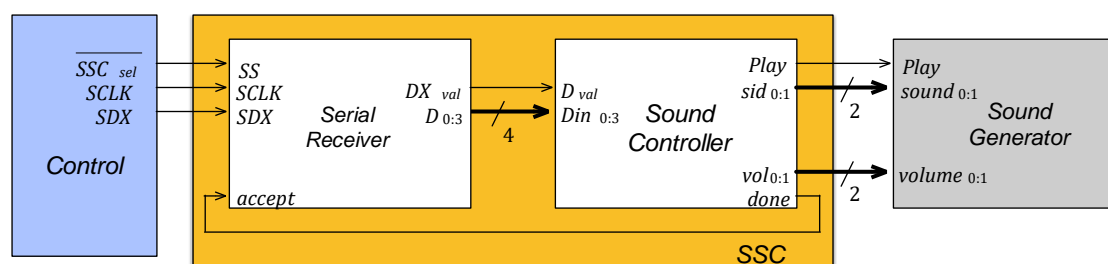 SSC sel
SCLK
SDX
Control
SS
SCLK
SDX
accept
Serial
Receiver
DX val
D 0:3
4
D val
Din 0:3
Sound
Controller
Play
sid 0:1
vol 0:1
done
2
2
SSC
Play
sound 0:1
Sound
Generator
volume 0:1